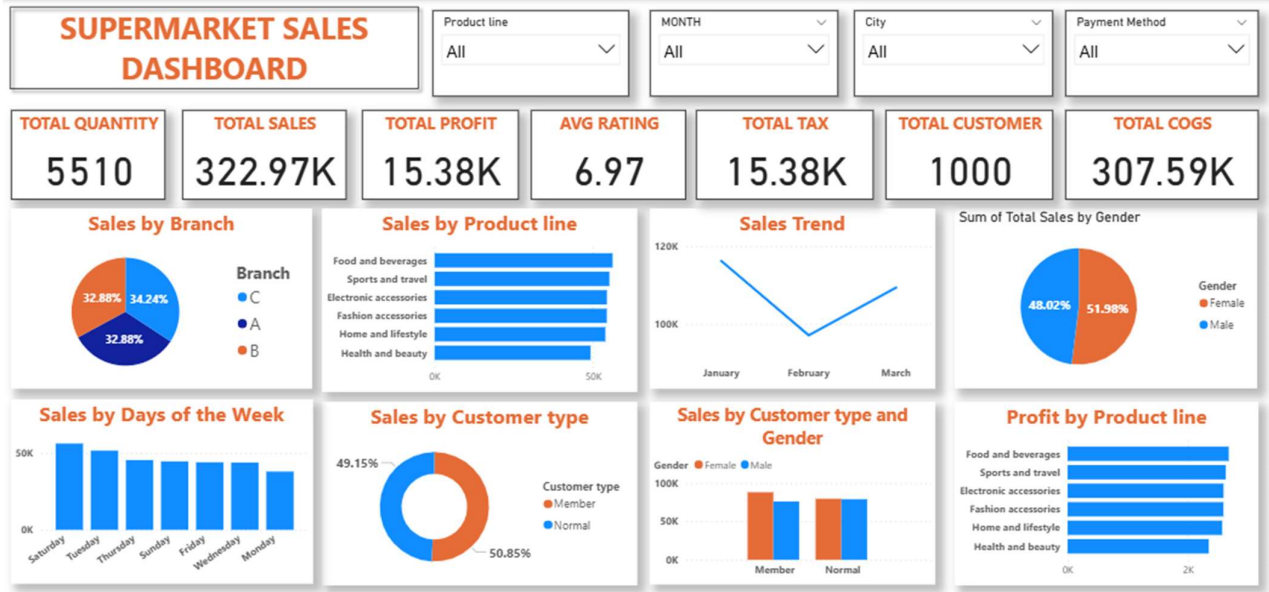 SUPERMARKET SALES
DASHBOARD
Product line
All
MONTH
All
City
All
Payment Method
All
TOTAL QUANTITY
5510
TOTAL SALES
322.97K
TOTAL PROFIT
15.38K
AVG RATING
6.97
TOTAL TAX
15.38K
TOTAL CUSTOMER
1000
TOTAL COGS
307.59K
Sales by Branch
32.88%
34.24%
32.88%
Branch
C
A
B
Sales by Product line
Food and beverages
Sports and travel
Electronic accessories
Fashion accessories
Home and lifestyle
Health and beauty
0K
50K
Sales Trend
120K
100K
January
February
March
Sum of Total Sales by Gender
48.02%
51.98%
Gender
Female
Male
Sales by Days of the Week
50K
0K
Saturday
Tuesday
Thursday
Sunday
Friday
Wednesday
Monday
Sales by Customer type
49.15%
50.85%
Customer type
Member
Normal
Sales by Customer type and
Gender
Gender Female Male
100K
50K
0K
Member
Normal
Profit by Product line
Food and beverages
Sports and travel
Electronic accessories
Fashion accessories
Home and lifestyle
Health and beauty
0K
2K